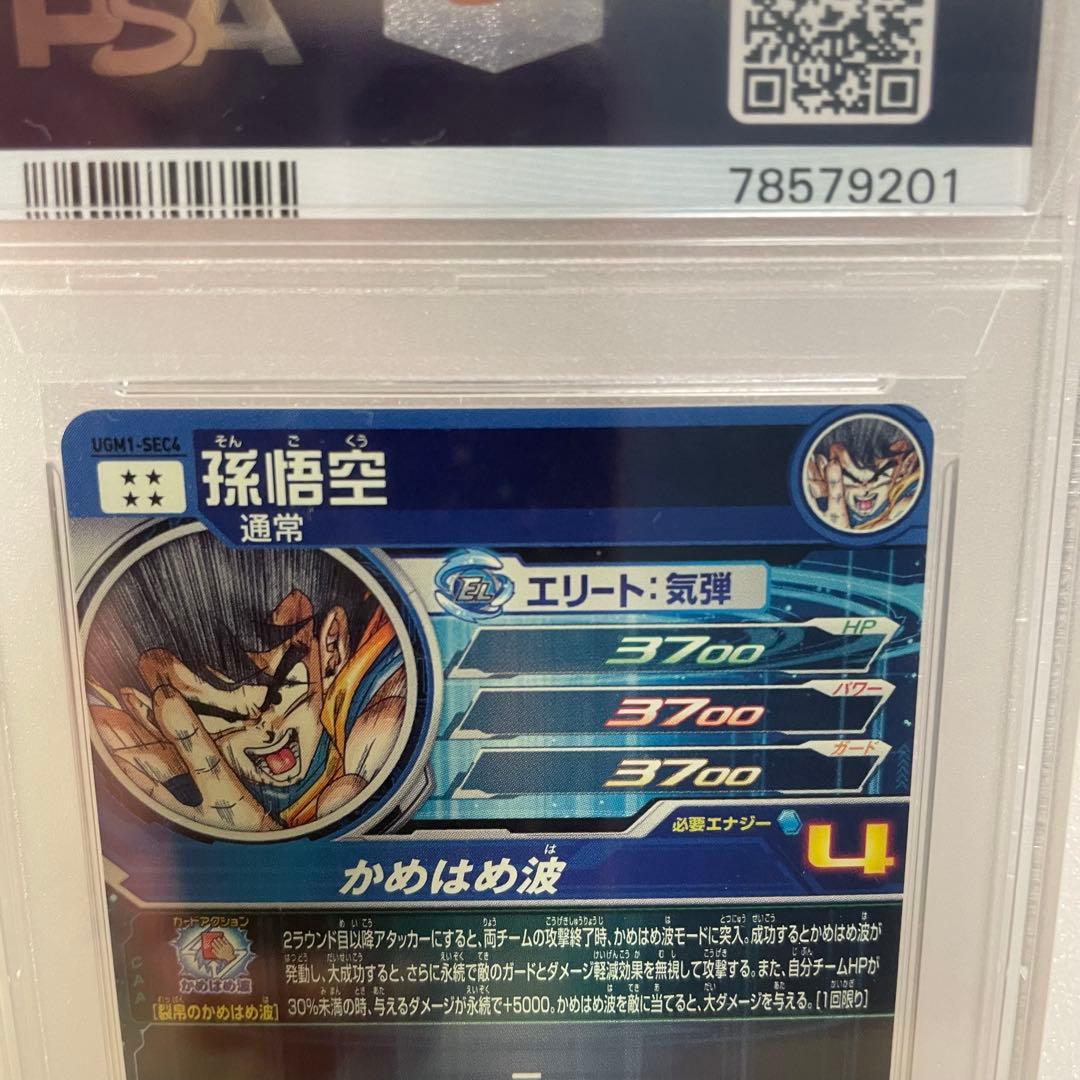 PSA
78579201
UGM1-SEC4
そん ご くう
孫悟空
通常
EL エリート:気弾
HP
3700
パワー
3700
ガード
3700
必要エナジー 4
は
かめはめ波
カードアクション
かめはめ波
[裂帛のかめはめ波]
2ラウンド目以降アタッカーにすると、両チームの攻撃終了時、かめはめ波モードに突入。成功するとかめはめ波が
発動し、大成功すると、さらに永続で敵のガードとダメージ軽減効果を無視して攻撃する。また、自分チームHPが
30%未満の時、与えるダメージが永続で+5000。かめはめ波を敵に当てると、大ダメージを与える。[1回限り]
CAA